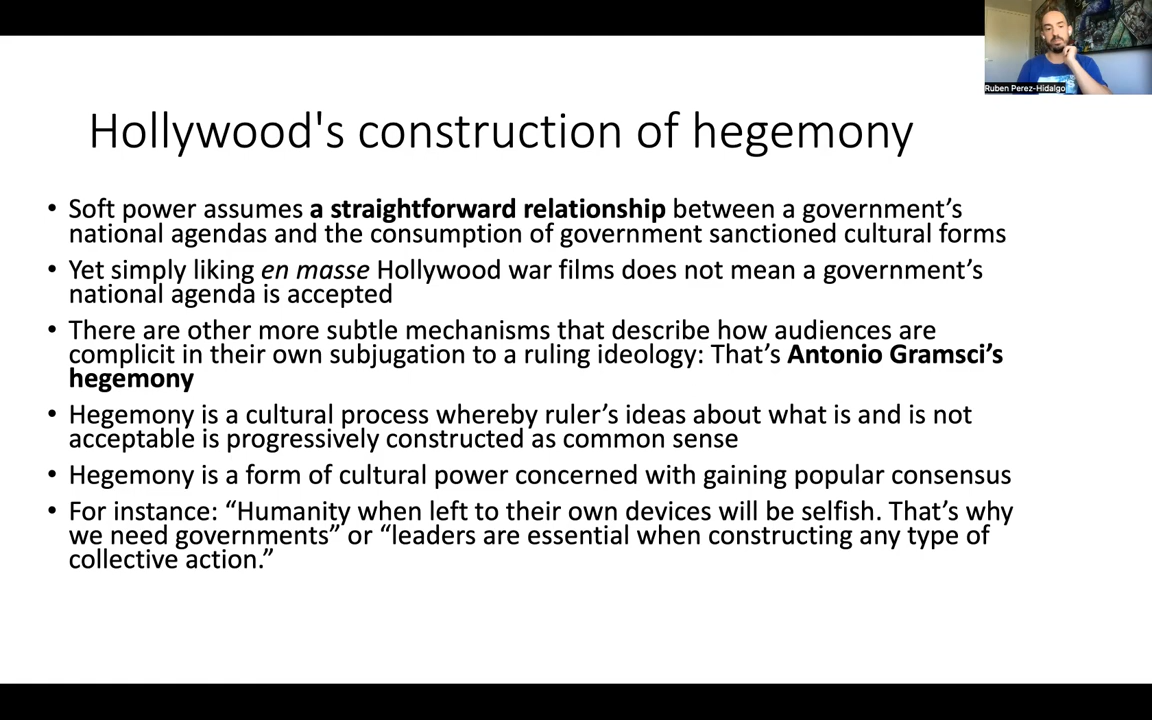 Ruben Perez-Hidalgo
Hollywood's construction of hegemony
• Soft power assumes a straightforward relationship between a government’s
national agendas and the consumption of government sanctioned cultural forms
• Yet simply liking en masse Hollywood war films does not mean a government’s
national agenda is accepted
• There are other more subtle mechanisms that describe how audiences are
complicit in their own subjugation to a ruling ideology: That’s Antonio Gramsci’s
hegemony
• Hegemony is a cultural process whereby ruler’s ideas about what is and is not
acceptable is progressively constructed as common sense
• Hegemony is a form of cultural power concerned with gaining popular consensus
• For instance: “Humanity when left to their own devices will be selfish. That’s why
we need governments” or “leaders are essential when constructing any type of
collective action.”